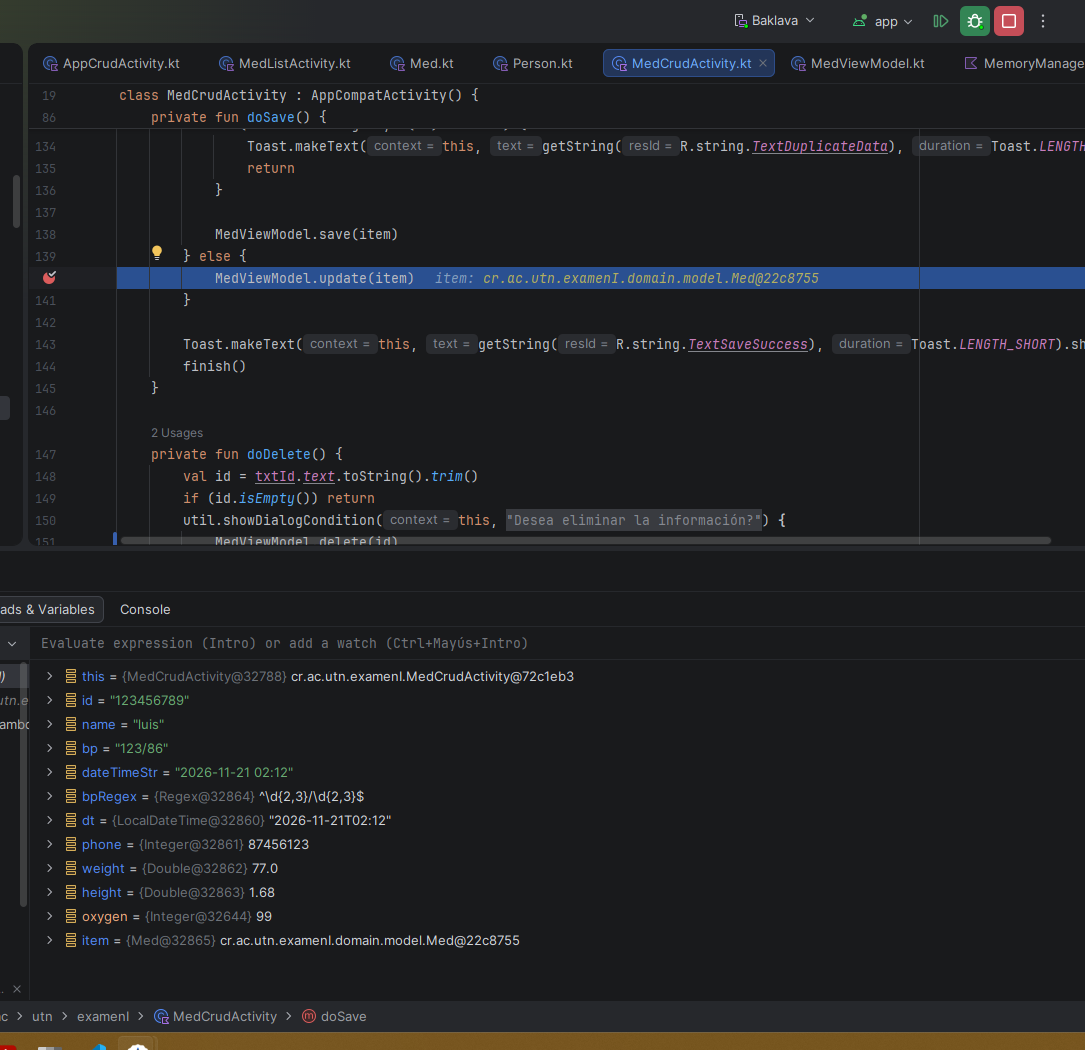 Baklava app
AppCrudActivity.kt MedListActivity.kt Med.kt Person.kt MedCrudActivity.kt MedViewModel.kt MemoryManage
19 class MedCrudActivity : AppCompatActivity() {
86 private fun doSave() {
134 Toast.makeText( context = this, text = getString( resId = R.string.TextDuplicateData), duration = Toast.LENGTH
135 return
136 }
137
138 MedViewModel.save(item)
139 } else {
MedViewModel.update(item) item: cr.ac.utn.examenI.domain.model.Med@22c8755
141 }
142
143 Toast.makeText( context = this, text = getString( resId = R.string.TextSaveSuccess), duration = Toast.LENGTH_SHORT).sh
144 finish()
145 }
146
2 Usages
147 private fun doDelete() {
148 val id = txtId.text.toString().trim()
149 if (id.isEmpty()) return
150 util.showDialogCondition( context = this, "Desea eliminar la información?") {
151 MedViewModel.delete(id)
ads & Variables Console
Evaluate expression (Intro) or add a watch (Ctrl+Mayús+Intro)
this = {MedCrudActivity@32788} cr.ac.utn.examenI.MedCrudActivity@72c1eb3
id = "123456789"
name = "luis"
bp = "123/86"
dateTimeStr = "2026-11-21 02:12"
bpRegex = {Regex@32864} ^\d{2,3}/\d{2,3}$
dt = {LocalDateTime@32860} "2026-11-21T02:12"
phone = {Integer@32861} 87456123
weight = {Double@32862} 77.0
height = {Double@32863} 1.68
oxygen = {Integer@32644} 99
item = {Med@32865} cr.ac.utn.examenI.domain.model.Med@22c8755
utn.e
ambd
ac > utn > examenI > MedCrudActivity > doSave